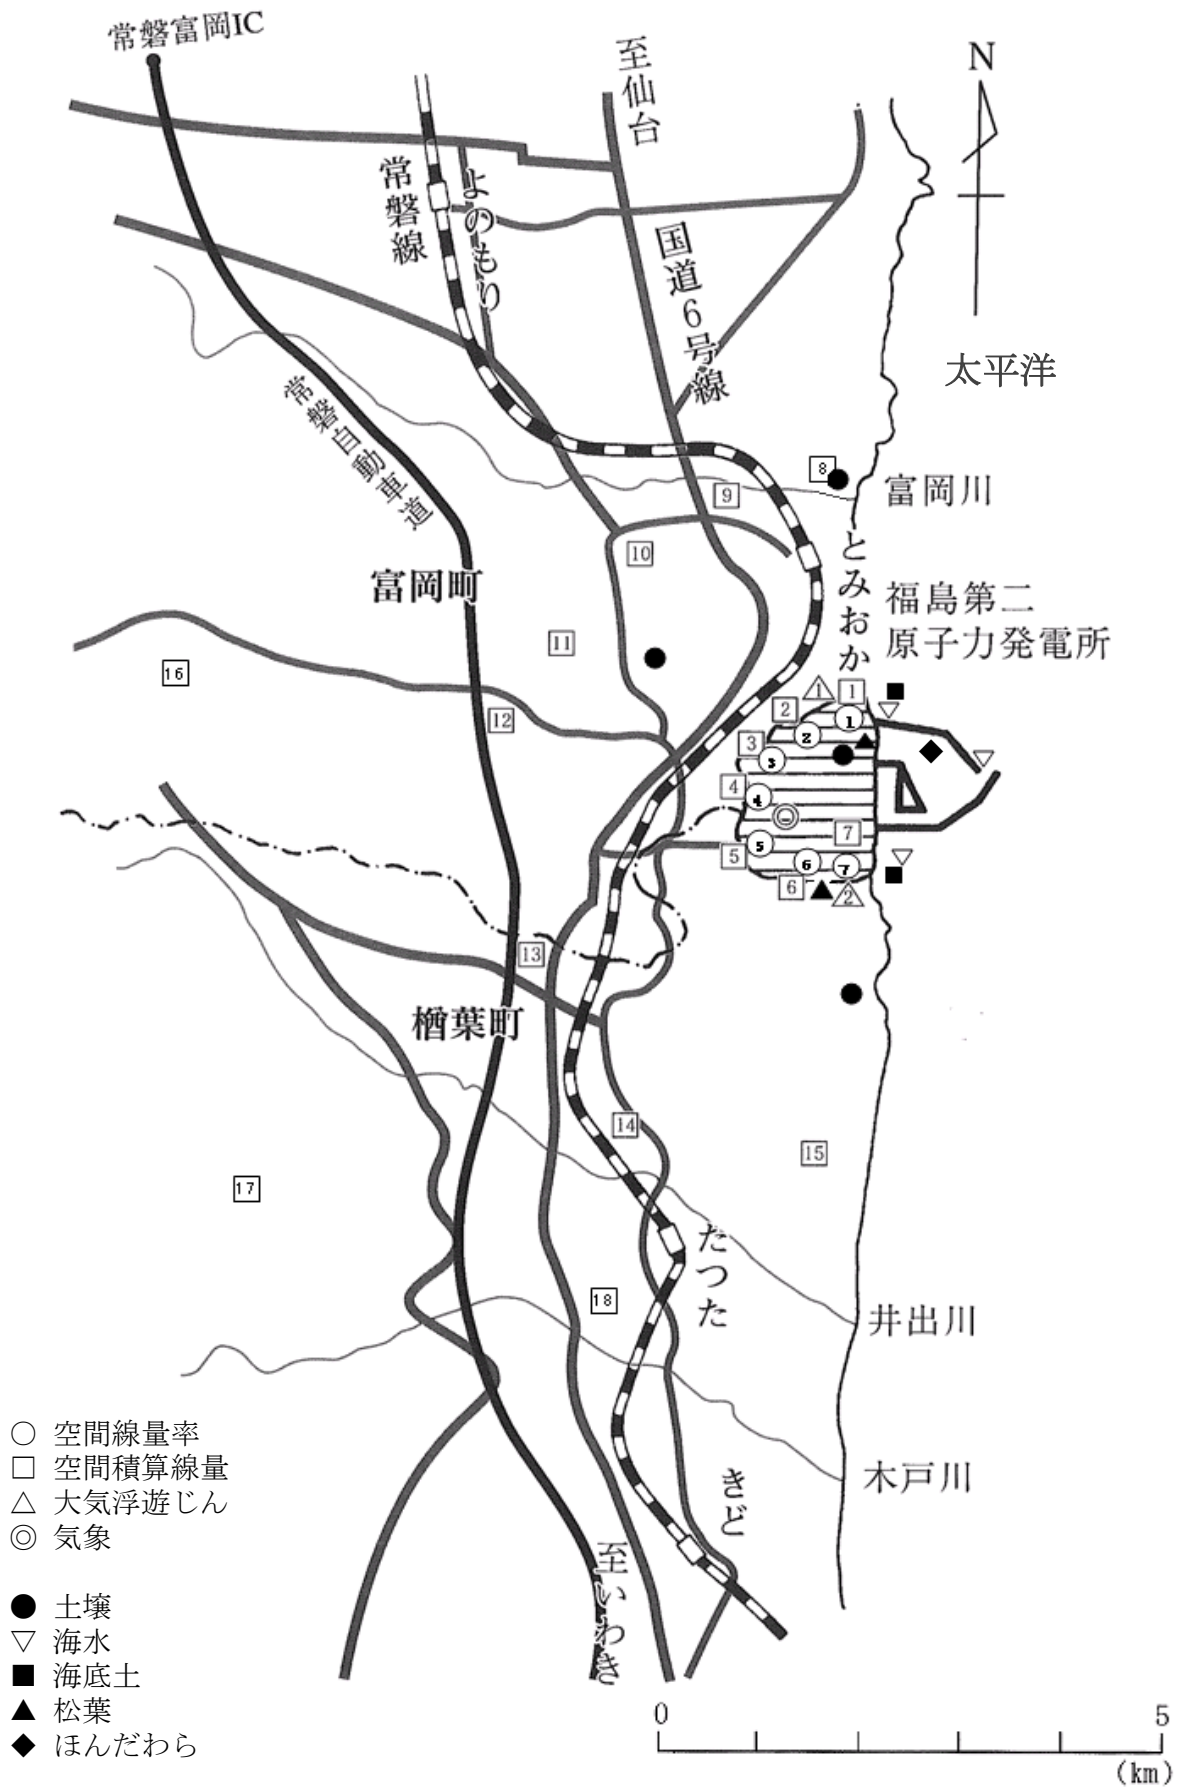 常磐富岡IC
至仙台
N
常磐線
よのもり
国道6号線
太平洋
常磐自動車道
8
富岡川
9
とみおか
10
富岡町
福島第二
原子力発電所
11
16
12
1
1
2
1
2
3
3
4
4
7
5
5
6
7
6
2
13
楢葉町
14
15
17
たつた
18
井出川
○ 空間線量率
□ 空間積算線量
△ 大気浮遊じん
◎ 気象
● 土壌
▽ 海水
■ 海底土
▲ 松葉
◆ ほんだわら
きど
木戸川
至いわき
0 5
(km)